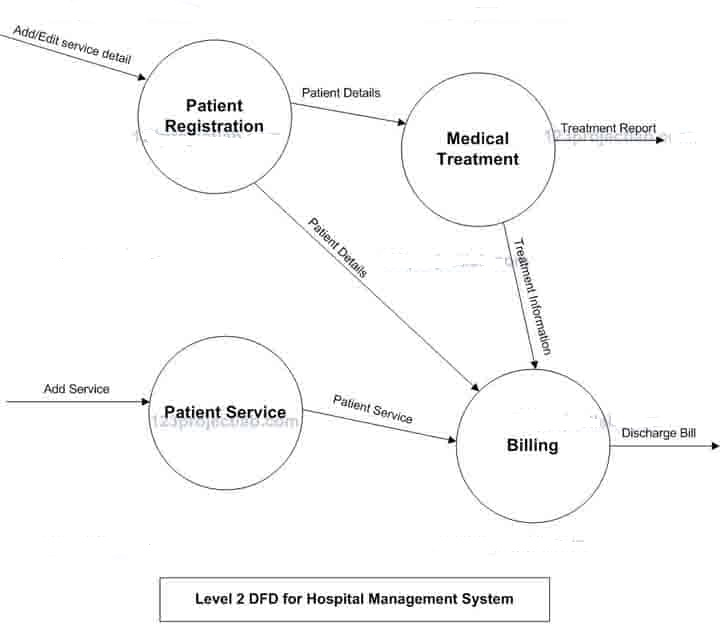 Add/Edit service detail
Patient Details
Patient
Registration
Medical
Treatment
Treatment Report
Patient Details
Treatment Information
Add Service
Patient Service
Patient Service
Billing
Discharge Bill
Level 2 DFD for Hospital Management System